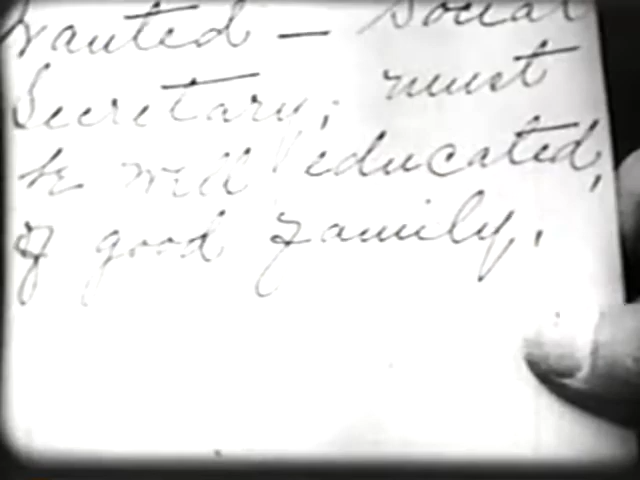 Wanted — Social
Secretary; must
be well educated,
of good family.